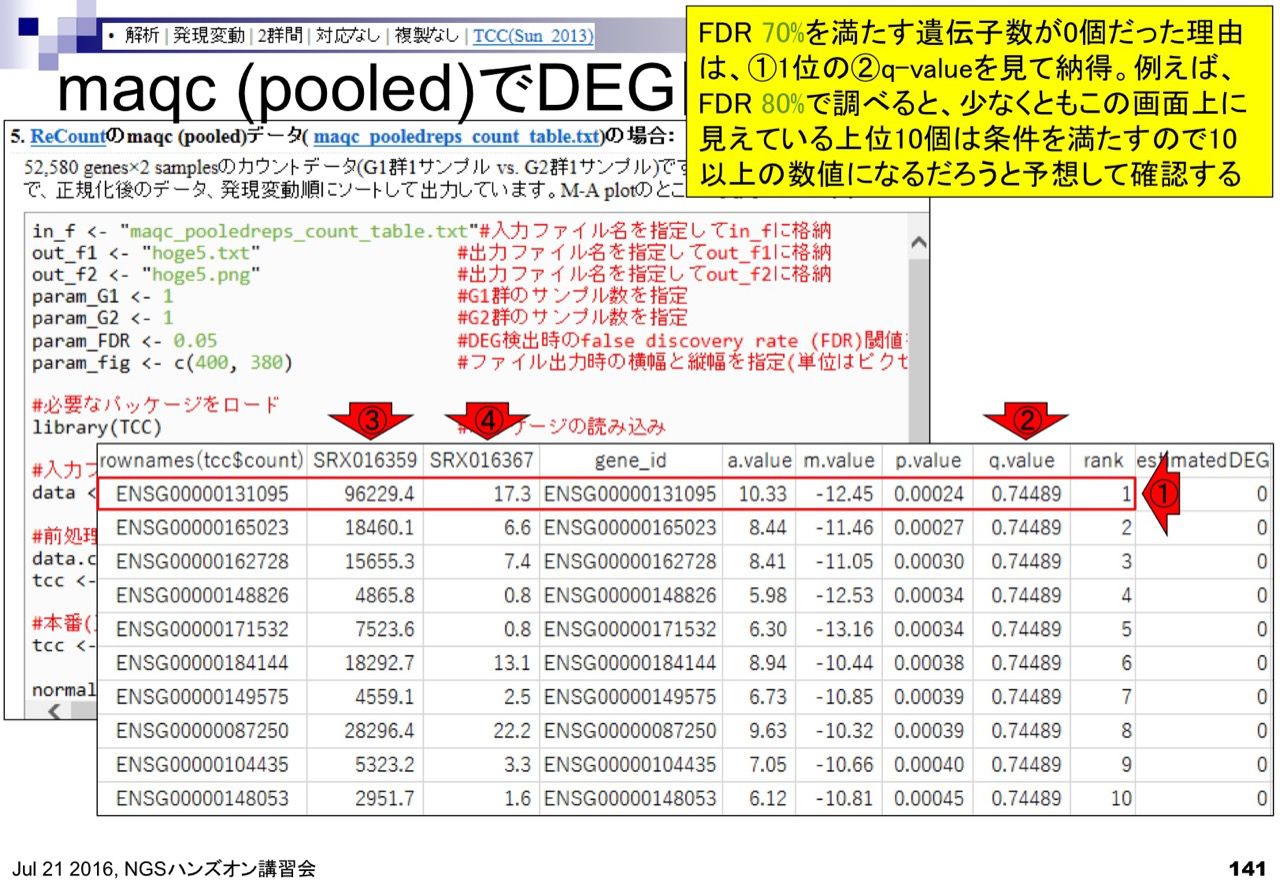 • 解析 | 発現変動 | 2群間 | 対応なし | 複製なし | TCC(Sun_2013)
maqc (pooled)でDEG
FDR 70%を満たす遺伝子数が0個だった理由
は、①1位の②q-valueを見て納得。例えば、
FDR 80%で調べると、少なくともこの画面上に
見えている上位10個は条件を満たすので10
以上の数値になるだろうと予想して確認する
5. ReCountのmaqc (pooled)データ( maqc_pooledreps_count_table.txt)の場合:
52,580 genes×2 samplesのカウントデータ(G1群1サンプル vs. G2群1サンプル)です
で、正規化後のデータ、発現変動順にソートして出力しています。M-A plotのとこ
in_f <- "maqc_pooledreps_count_table.txt"#入力ファイル名を指定してin_fに格納
out_f1 <- "hoge5.txt" #出力ファイル名を指定してout_f1に格納
out_f2 <- "hoge5.png" #出力ファイル名を指定してout_f2に格納
param_G1 <- 1 #G1群のサンプル数を指定
param_G2 <- 1 #G2群のサンプル数を指定
param_FDR <- 0.05 #DEG検出時のfalse discovery rate (FDR)閾値
param_fig <- c(400, 380) #ファイル出力時の横幅と縦幅を指定(単位はピクセ
#必要なパッケージをロード
library(TCC) ージの読み込み
③ ④ ②
#入力フ
data <
#前処理
data.c
tcc <-
#本番(
tcc <-
normal
rownames(tcc$count) SRX016359 SRX016367 gene_id a.value m.value p.value q.value rank estimatedDEG
ENSG00000131095 96229.4 17.3 ENSG00000131095 10.33 -12.45 0.00024 0.74489 1 ① 0
ENSG00000165023 18460.1 6.6 ENSG00000165023 8.44 -11.46 0.00027 0.74489 2 0
ENSG00000162728 15655.3 7.4 ENSG00000162728 8.41 -11.05 0.00030 0.74489 3 0
ENSG00000148826 4865.8 0.8 ENSG00000148826 5.98 -12.53 0.00034 0.74489 4 0
ENSG00000171532 7523.6 0.8 ENSG00000171532 6.30 -13.16 0.00034 0.74489 5 0
ENSG00000184144 18292.7 13.1 ENSG00000184144 8.94 -10.44 0.00038 0.74489 6 0
ENSG00000149575 4559.1 2.5 ENSG00000149575 6.73 -10.85 0.00039 0.74489 7 0
ENSG00000087250 28296.4 22.2 ENSG00000087250 9.63 -10.32 0.00039 0.74489 8 0
ENSG00000104435 5323.2 3.3 ENSG00000104435 7.05 -10.66 0.00040 0.74489 9 0
ENSG00000148053 2951.7 1.6 ENSG00000148053 6.12 -10.81 0.00045 0.74489 10 0
Jul 21 2016, NGSハンズオン講習会
141